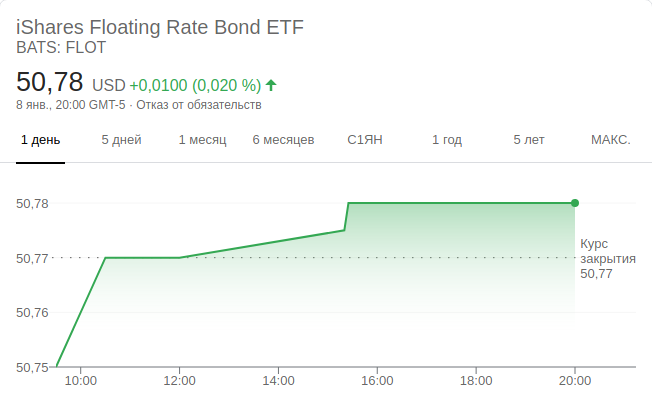 iShares Floating Rate Bond ETF
BATS: FLOT
50,78 USD +0,0100 (0,020 %)
8 янв., 20:00 GMT-5 · Отказ от обязательств
1 день 5 дней 1 месяц 6 месяцев С1ЯН 1 год 5 лет МАКС.
50,78
Курс
50,77 закрытия
50,77
50,76
50,75
10:00 12:00 14:00 16:00 18:00 20:00